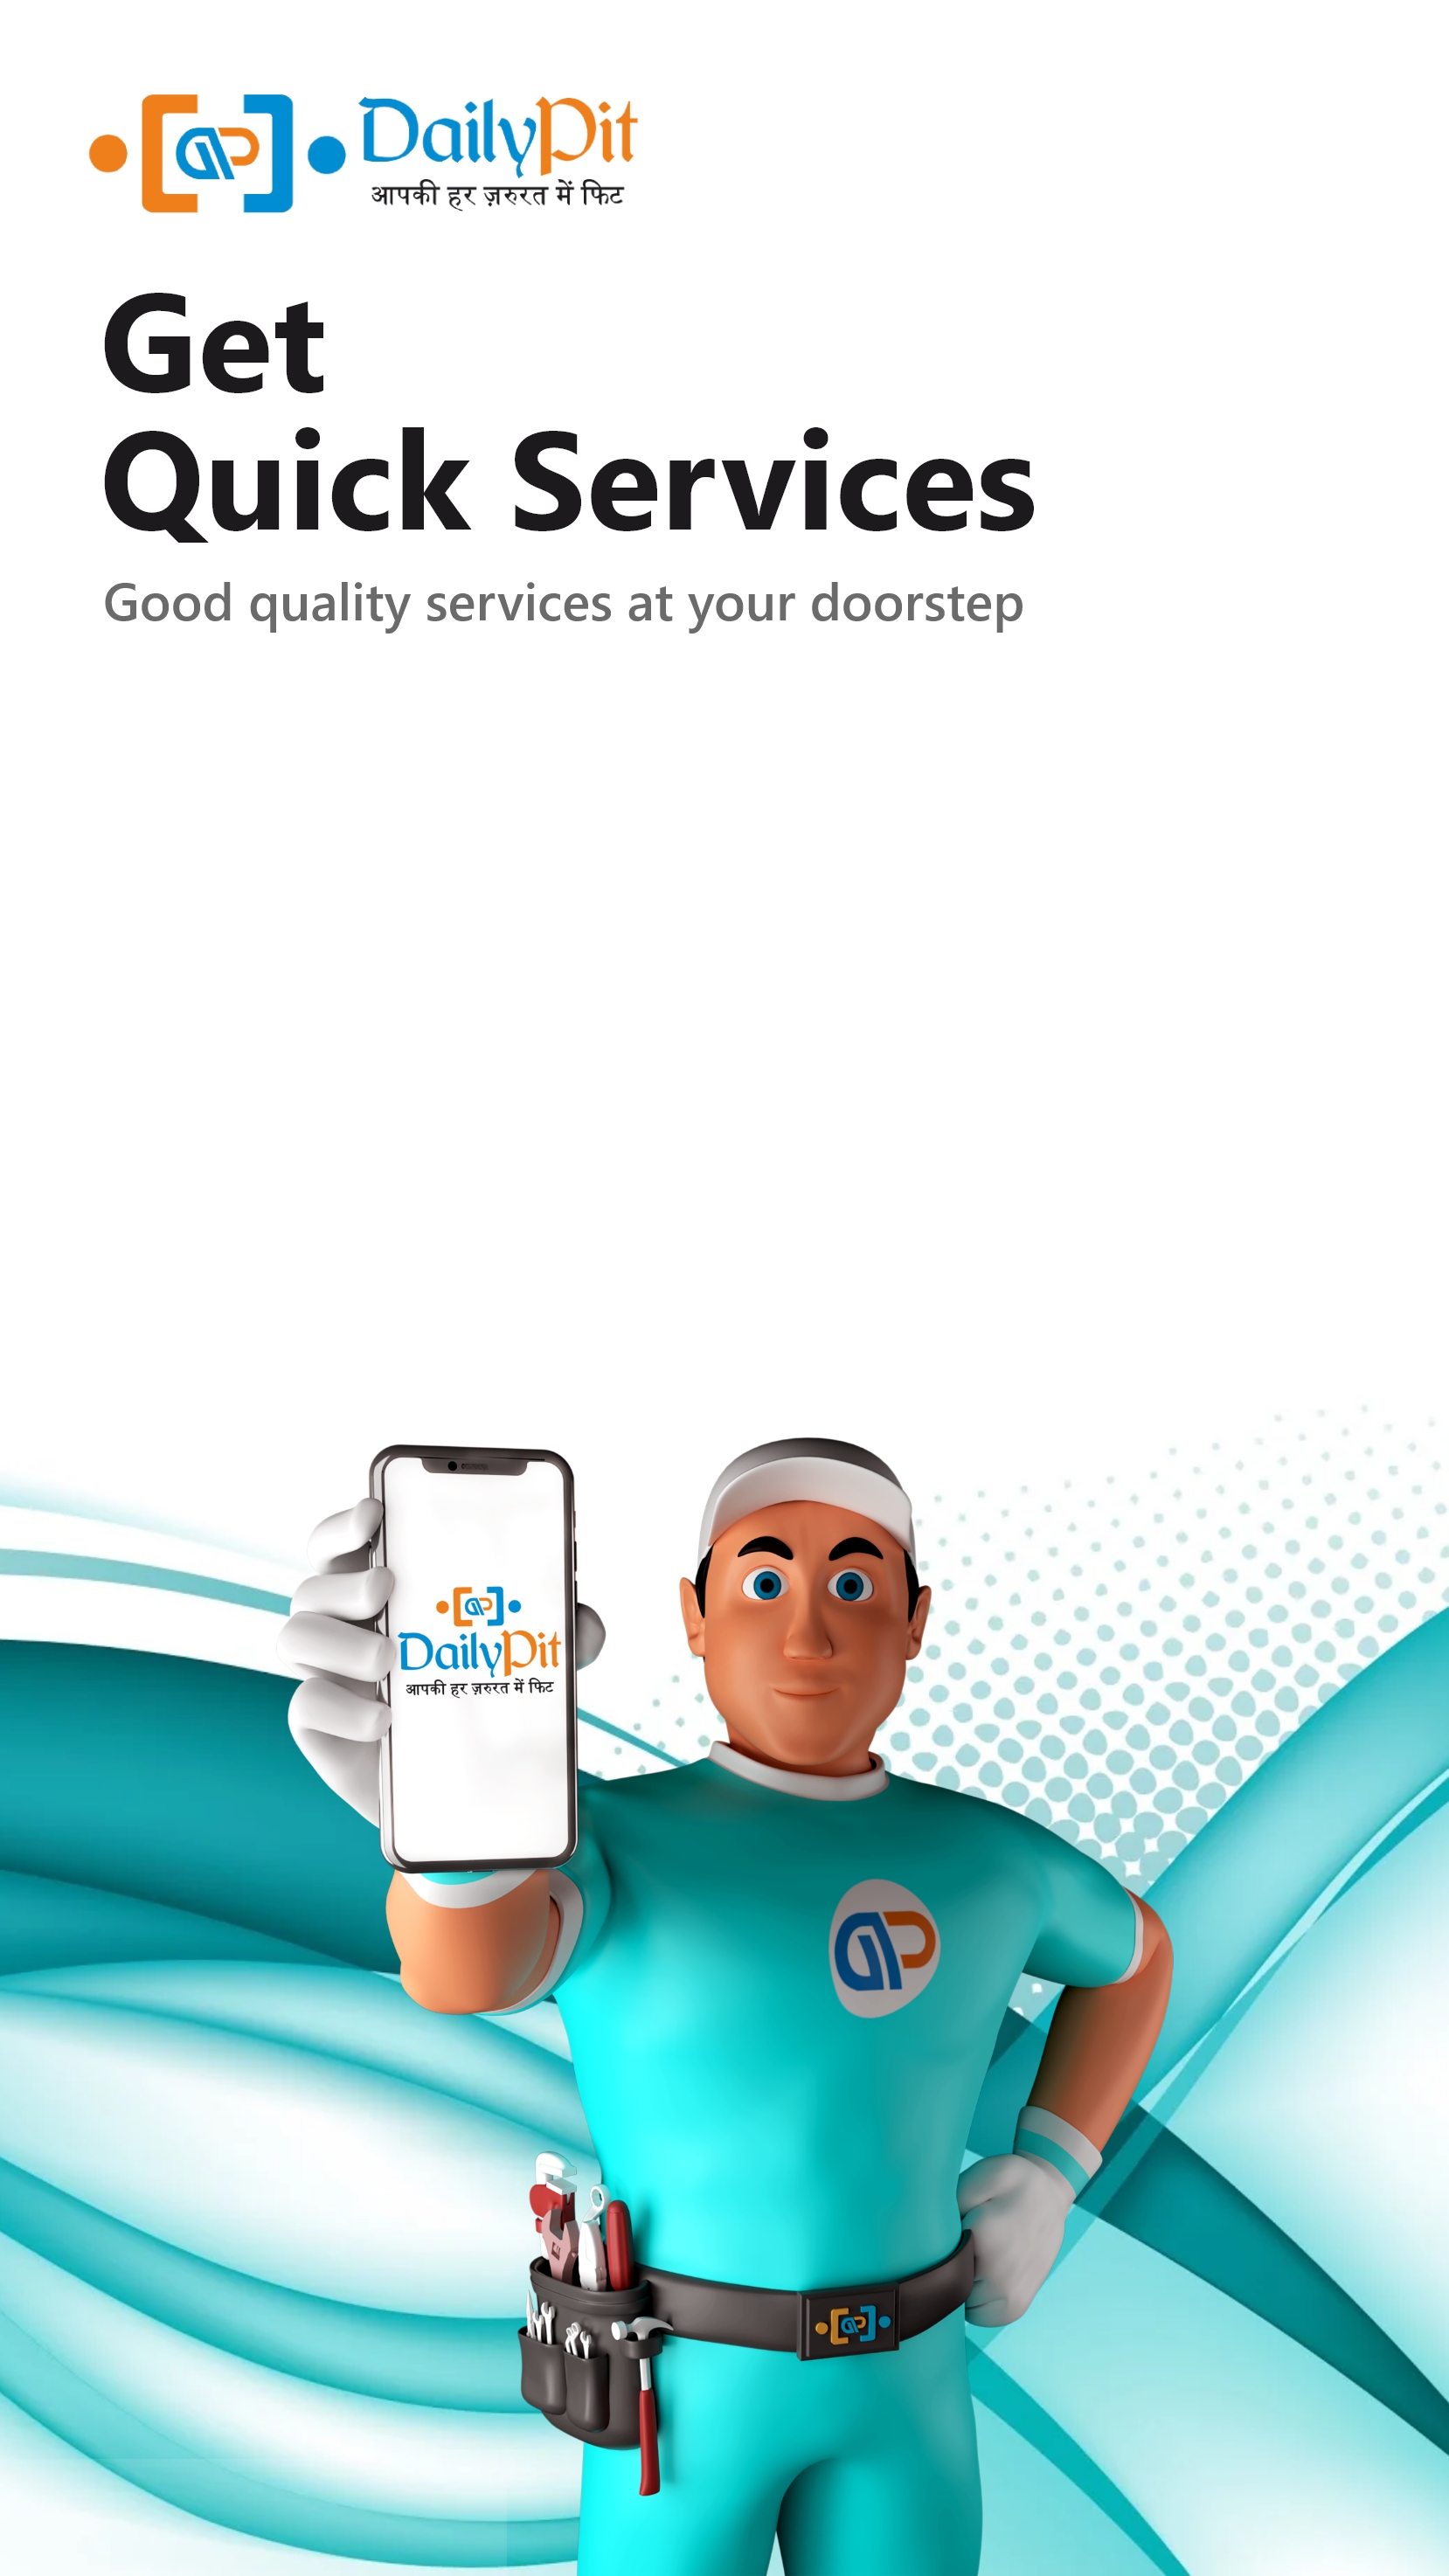 DailyPit
आपकी हर ज़रुरत में फिट
Get
Quick Services
Good quality services at your doorstep
DailyPit
आपकी हर ज़रुरत में फिट